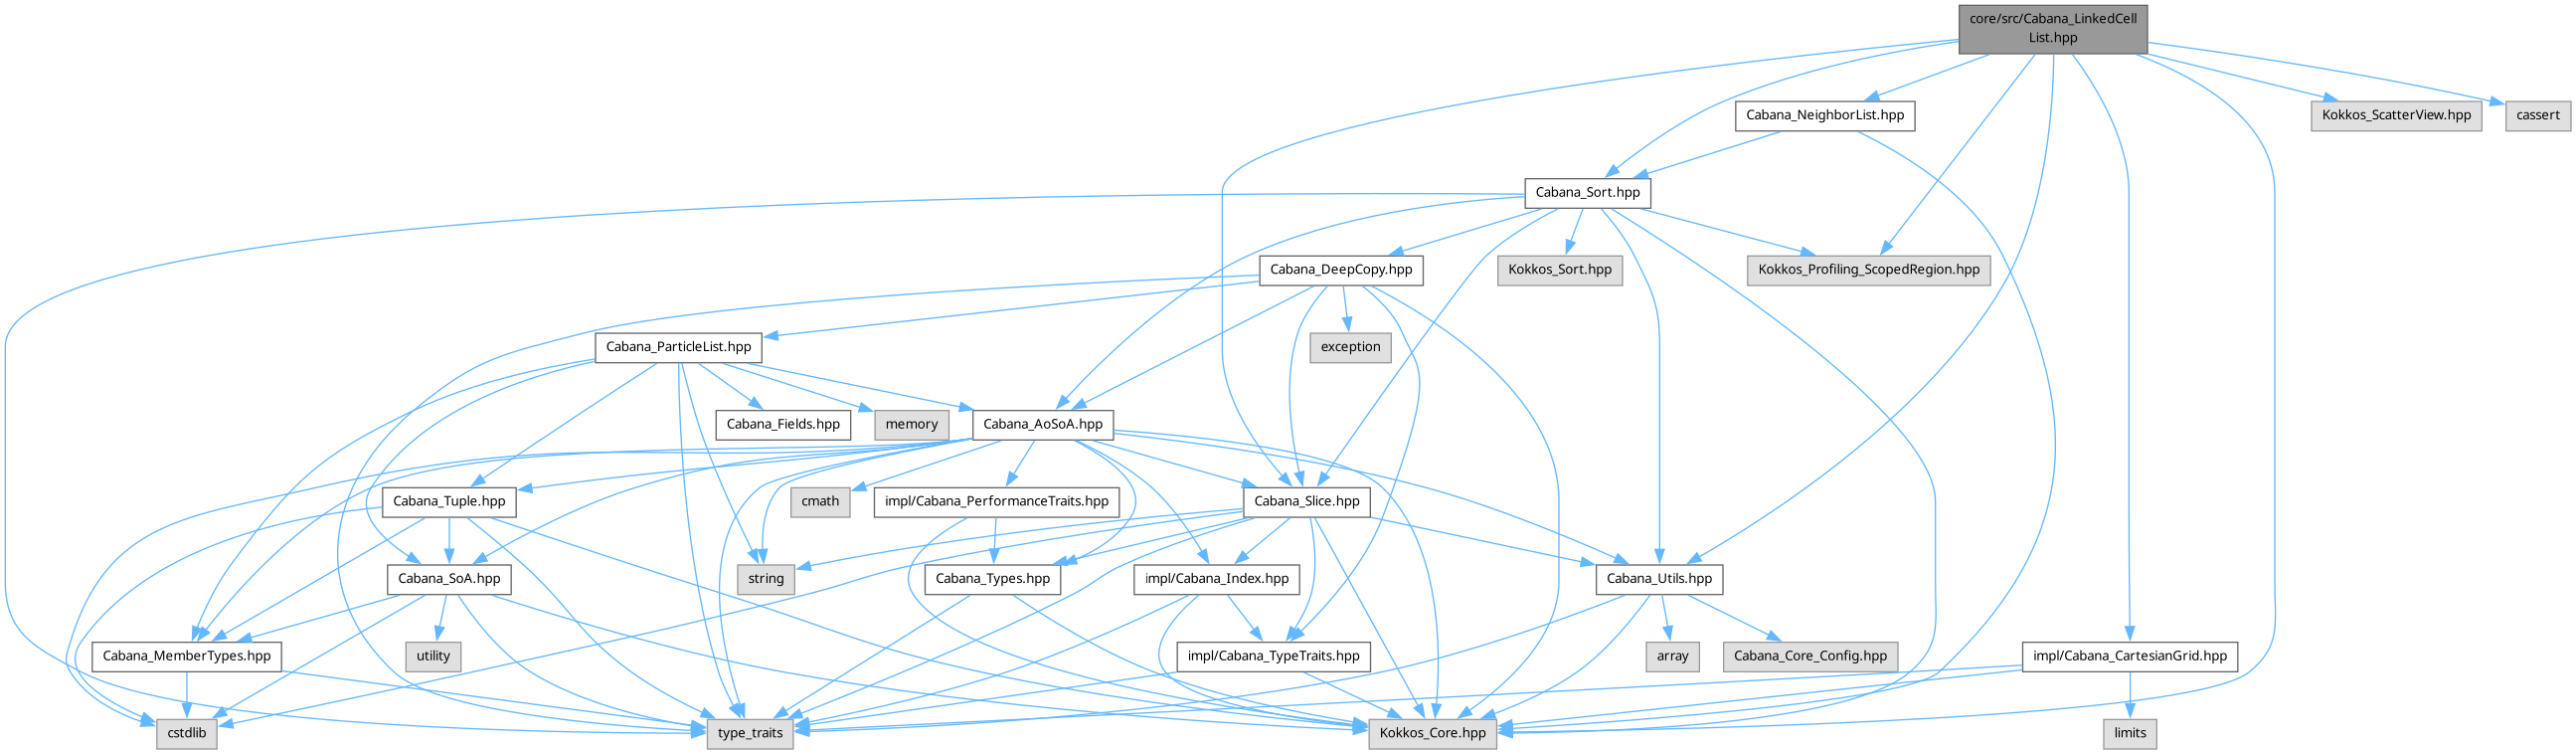 core/src/Cabana_LinkedCell
List.hpp
Cabana_NeighborList.hpp
Kokkos_ScatterView.hpp
cassert
Cabana_Sort.hpp
Cabana_DeepCopy.hpp
Kokkos_Sort.hpp
Kokkos_Profiling_ScopedRegion.hpp
Cabana_ParticleList.hpp
exception
Cabana_Fields.hpp
memory
Cabana_AoSoA.hpp
Cabana_Tuple.hpp
cmath
impl/Cabana_PerformanceTraits.hpp
Cabana_Slice.hpp
Cabana_SoA.hpp
string
Cabana_Types.hpp
impl/Cabana_Index.hpp
Cabana_Utils.hpp
Cabana_MemberTypes.hpp
utility
impl/Cabana_TypeTraits.hpp
array
Cabana_Core_Config.hpp
impl/Cabana_CartesianGrid.hpp
cstdlib
type_traits
Kokkos_Core.hpp
limits